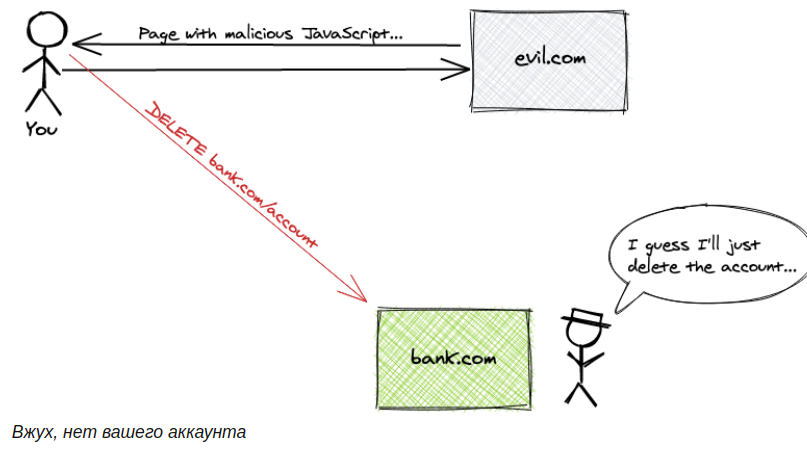 Page with malicious JavaScript...
evil.com
You
DELETE bank.com/account
I guess I'll just
delete the account...
bank.com
Вжух, нет вашего аккаунта